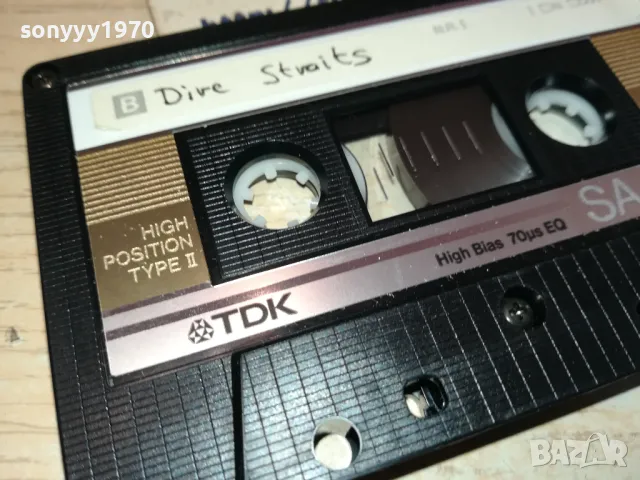 sonyyy1970
B Dire Straits
HIGH
POSITION
TYPE II
SA
High Bias 70µs EQ
TDK
BAZAR